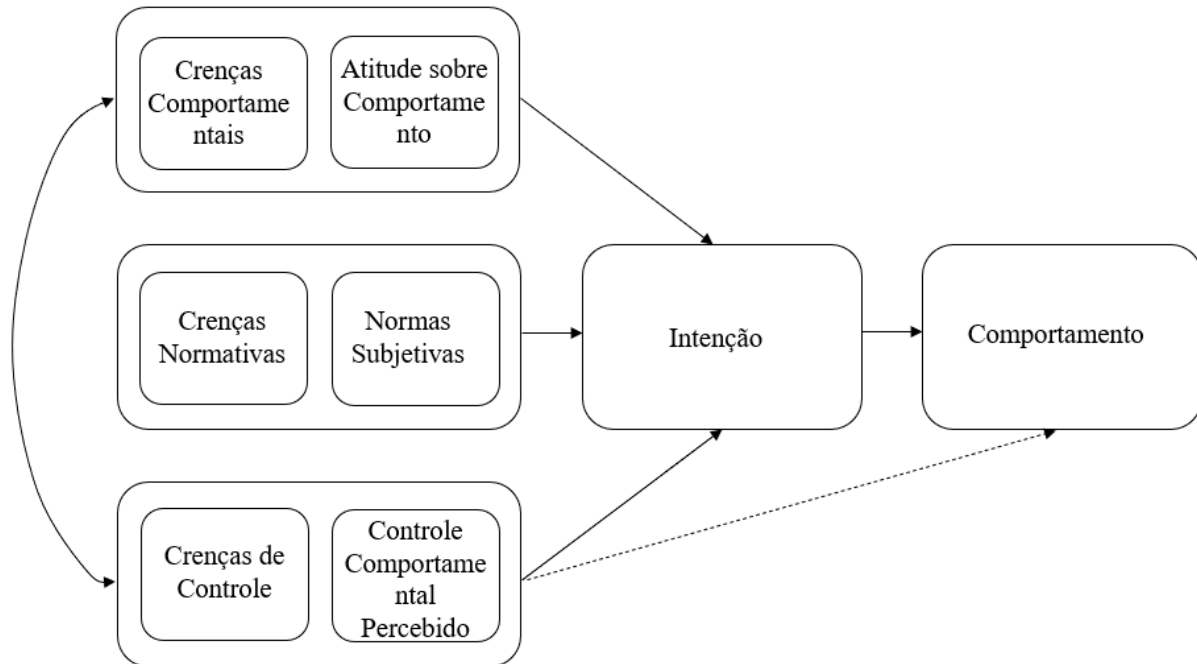 Crenças
Comportame
ntais
Atitude sobre
Comportame
nto
Crenças
Normativas
Normas
Subjetivas
Intenção
Comportamento
Crenças de
Controle
Controle
Comportame
ntal
Percebido